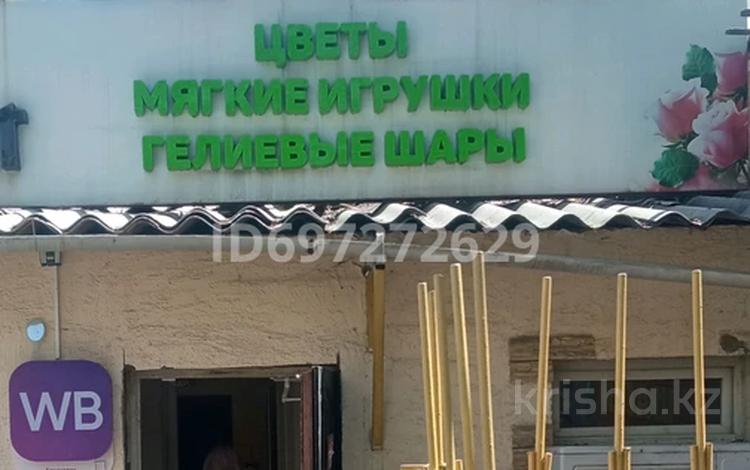 ЦВЕТЫ
МЯГКИЕ ИГРУШКИ
ГЕЛИЕВЫЕ ШАРЫ
ID697272629
krisha.kz
WB